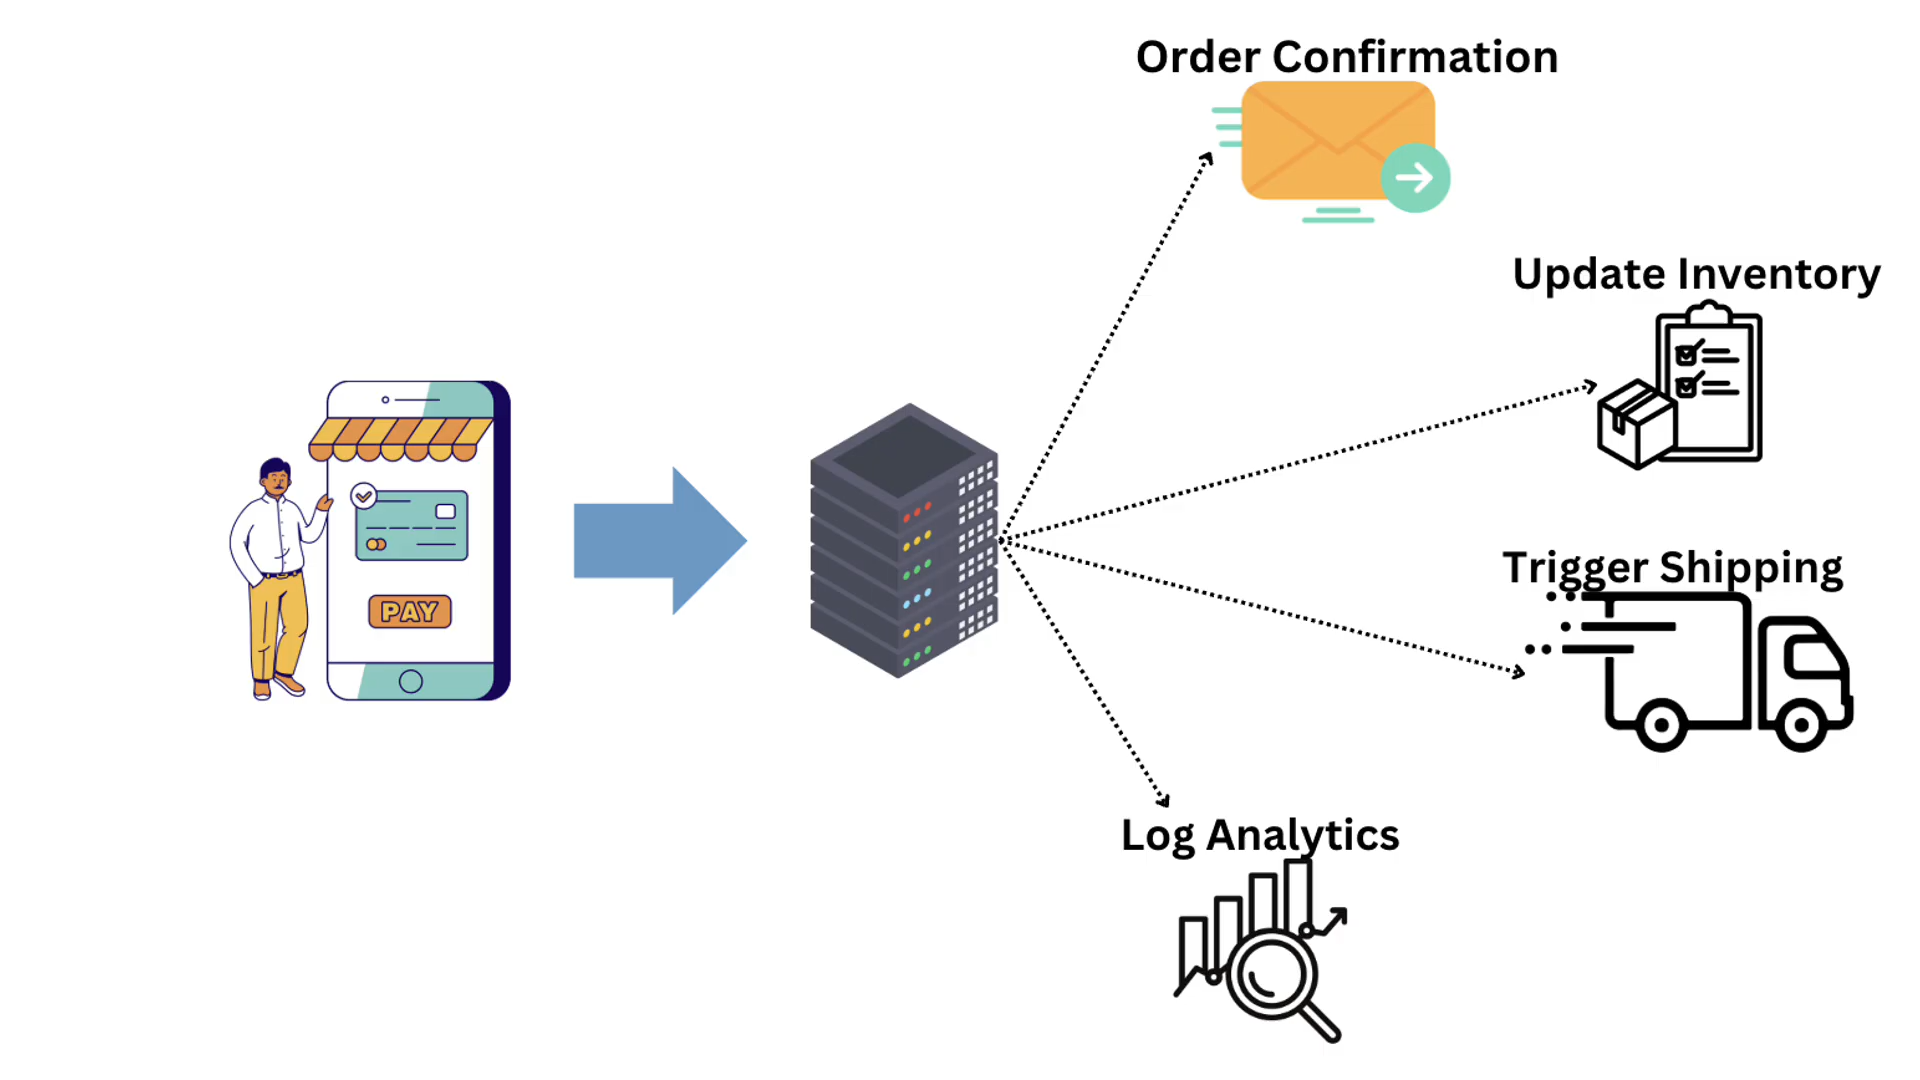 Order Confirmation
Update Inventory
PAY
Trigger Shipping
Log Analytics